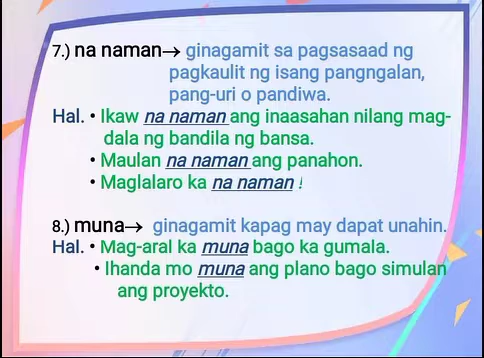 7.) na naman→ ginagamit sa pagsasaad ng
pagkaulit ng isang pangngalan,
pang-uri o pandiwa.
Hal. • Ikaw na naman ang inaasahan nilang mag-
dala ng bandila ng bansa.
• Maulan na naman ang panahon.
• Maglalaro ka na naman !
8.) muna→ ginagamit kapag may dapat unahin.
Hal. • Mag-aral ka muna bago ka gumala.
• Ihanda mo muna ang plano bago simulan
ang proyekto.